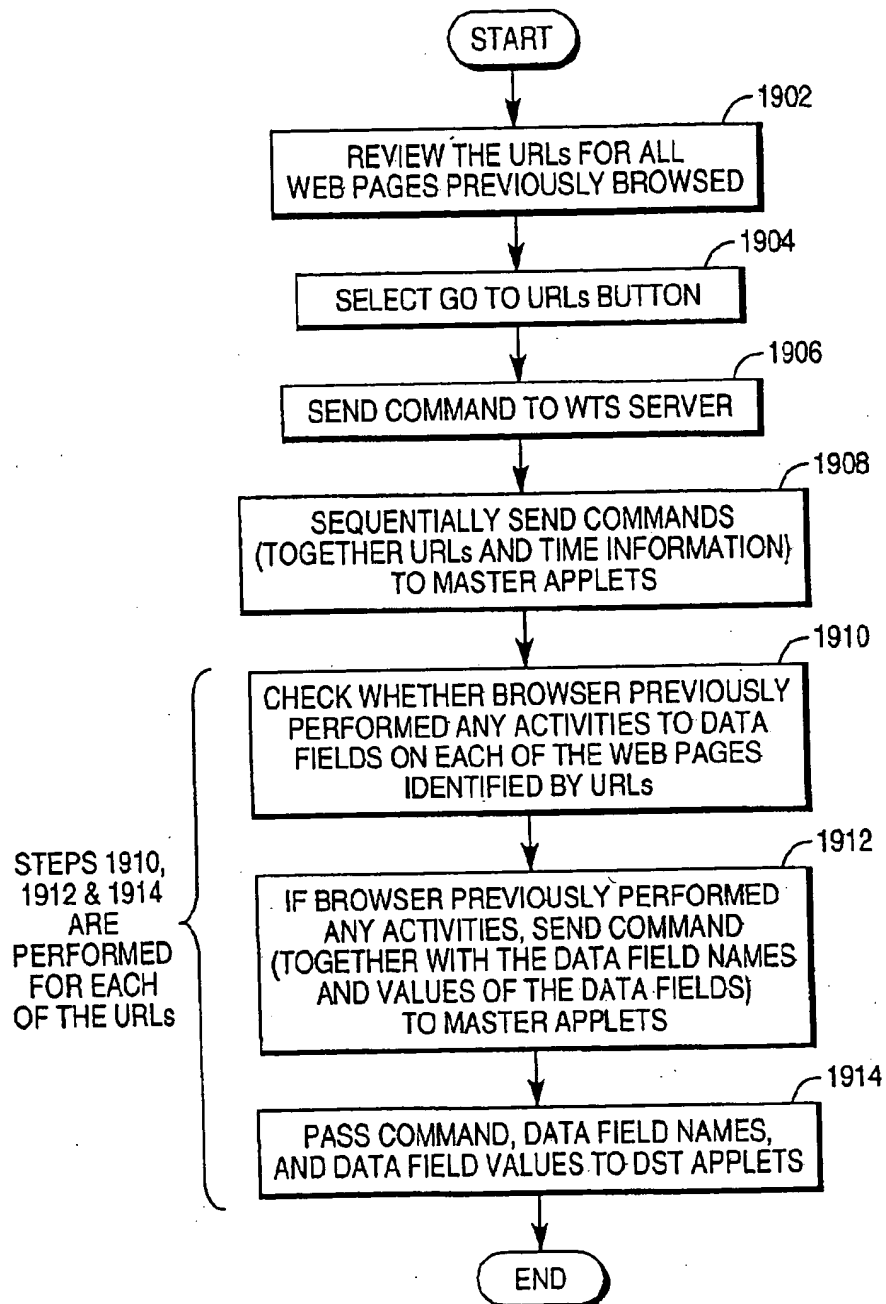 START
1902
REVIEW THE URLs FOR ALL
WEB PAGES PREVIOUSLY BROWSED
1904
SELECT GO TO URLs BUTTON
1906
SEND COMMAND TO WTS SERVER
1908
SEQUENTIALLY SEND COMMANDS
(TOGETHER URLs AND TIME INFORMATION)
TO MASTER APPLETS
1910
CHECK WHETHER BROWSER PREVIOUSLY
PERFORMED ANY ACTIVITIES TO DATA
FIELDS ON EACH OF THE WEB PAGES
IDENTIFIED BY URLs
STEPS 1910,
1912 & 1914
ARE
PERFORMED
FOR EACH
OF THE URLs
1912
IF BROWSER PREVIOUSLY PERFORMED
ANY ACTIVITIES, SEND COMMAND
(TOGETHER WITH THE DATA FIELD NAMES
AND VALUES OF THE DATA FIELDS)
TO MASTER APPLETS
1914
PASS COMMAND, DATA FIELD NAMES,
AND DATA FIELD VALUES TO DST APPLETS
END